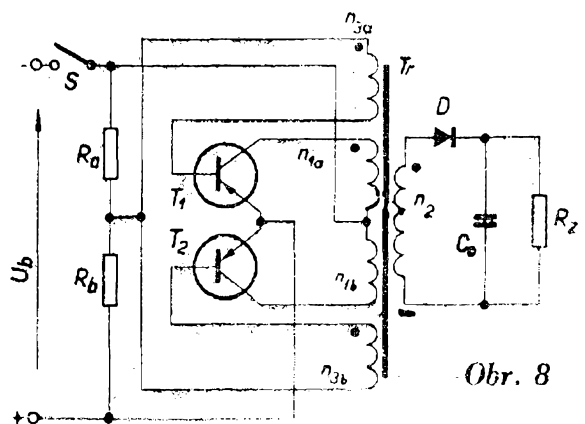 n3a
Tr
-
S
D
Ra
n1a
T1
n2
Ub
T2
C0
Rz
Rb
n1b
+
n3b
Obr. 8